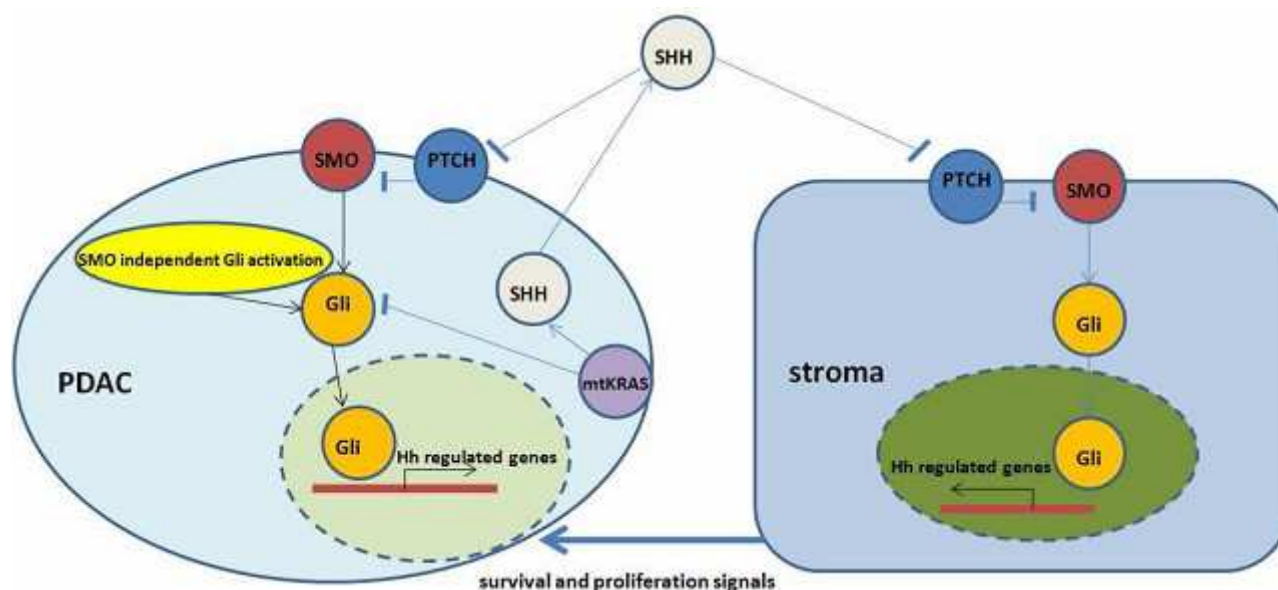 SHH
SMO
PTCH
PTCH
SMO
SMO independent Gli activation
Gli
SHH
Gli
mtKRAS
PDAC
stroma
Gli
Hh regulated genes
Gli
Hh regulated genes
survival and proliferation signals